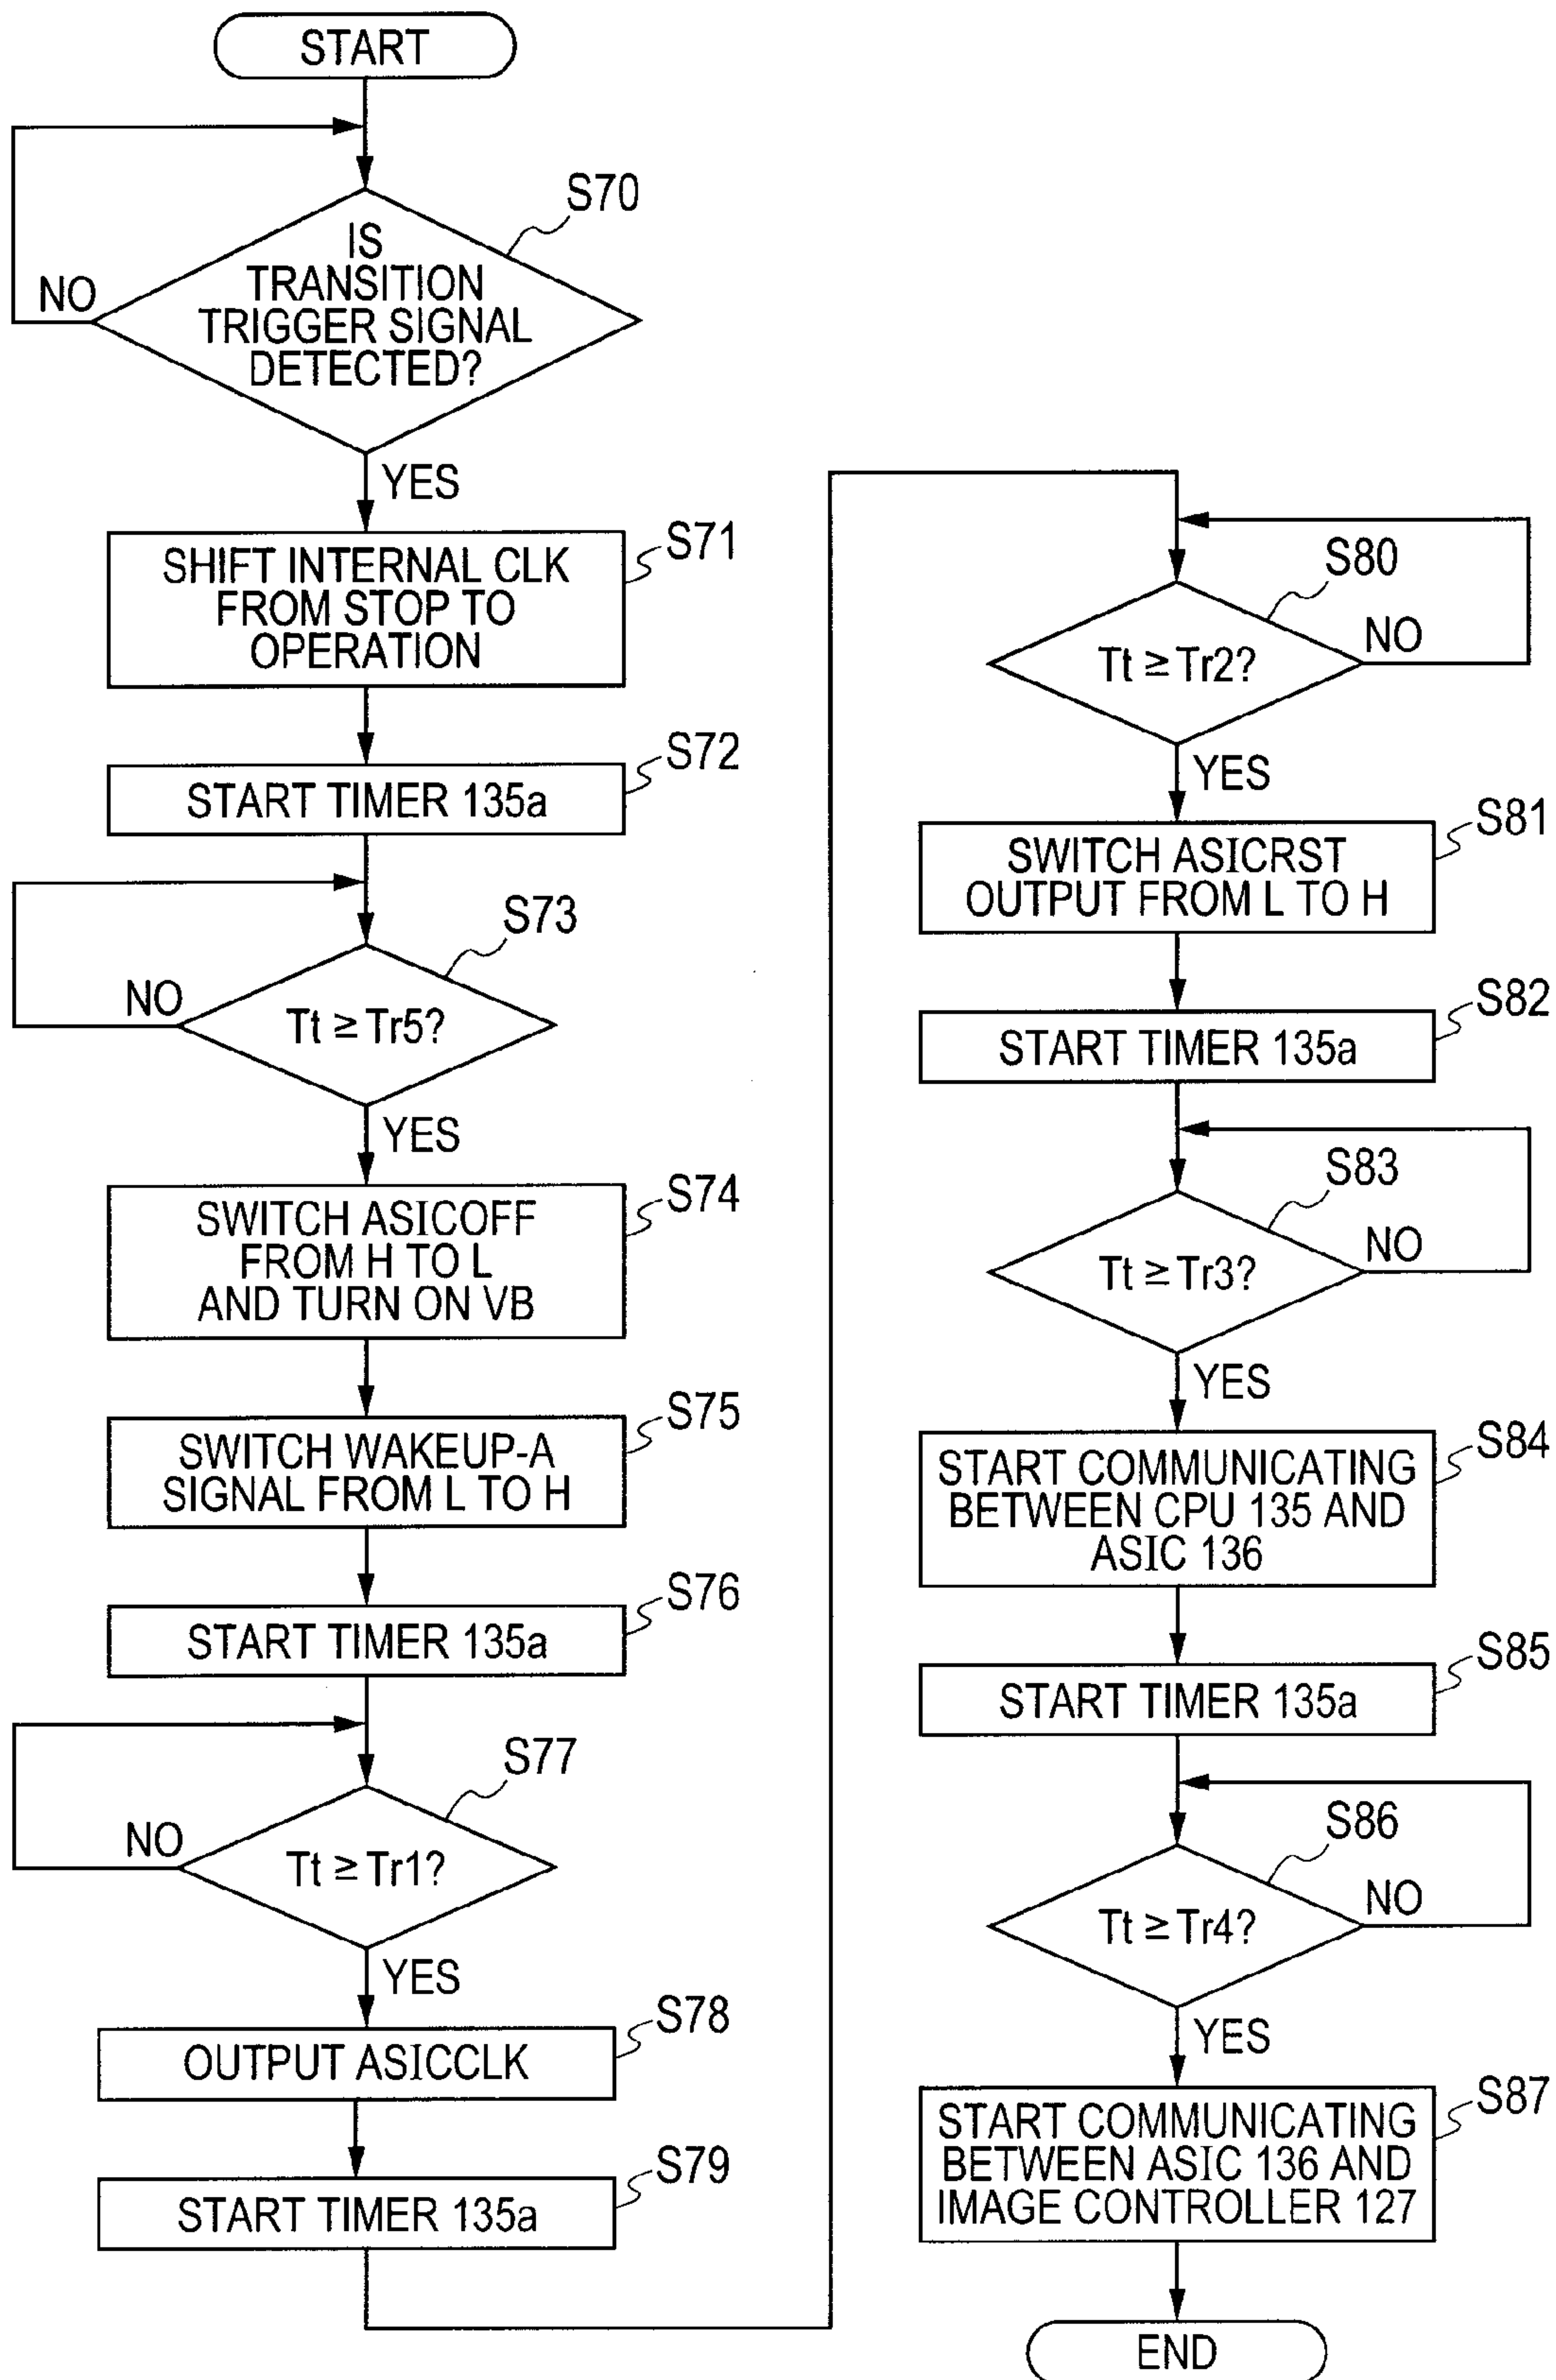 START
S70
IS
TRANSITION
TRIGGER SIGNAL
DETECTED?
NO
YES
S71
SHIFT INTERNAL CLK
FROM STOP TO
OPERATION
S72
START TIMER 135a
S73
NO
Tt ≥ Tr5?
YES
S74
SWITCH ASICOFF
FROM H TO L
AND TURN ON VB
S75
SWITCH WAKEUP-A
SIGNAL FROM L TO H
S76
START TIMER 135a
S77
NO
Tt ≥ Tr1?
YES
S78
OUTPUT ASICCLK
S79
START TIMER 135a
S80
NO
Tt ≥ Tr2?
YES
S81
SWITCH ASICRST
OUTPUT FROM L TO H
S82
START TIMER 135a
S83
NO
Tt ≥ Tr3?
YES
S84
START COMMUNICATING
BETWEEN CPU 135 AND
ASIC 136
S85
START TIMER 135a
S86
NO
Tt ≥ Tr4?
YES
S87
START COMMUNICATING
BETWEEN ASIC 136 AND
IMAGE CONTROLLER 127
END